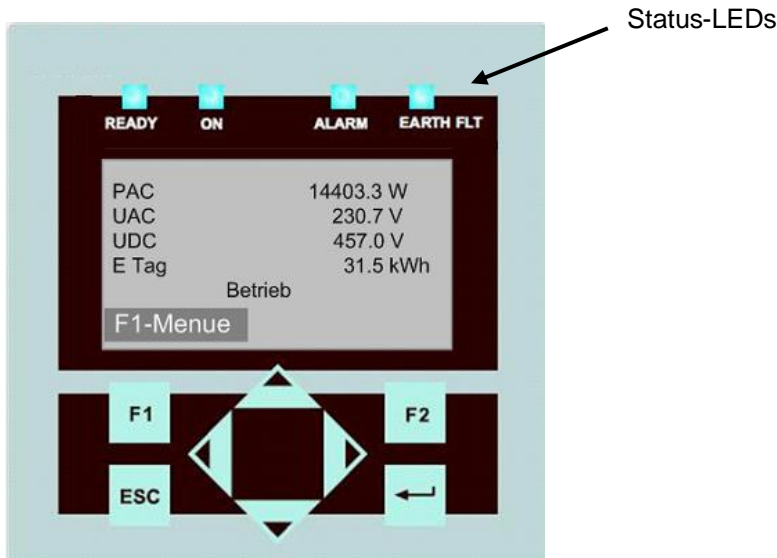 Status-LEDs
READY ON ALARM EARTH FLT
PAC 14403.3 W
UAC 230.7 V
UDC 457.0 V
E Tag 31.5 kWh
Betrieb
F1-Menue
F1 F2
ESC